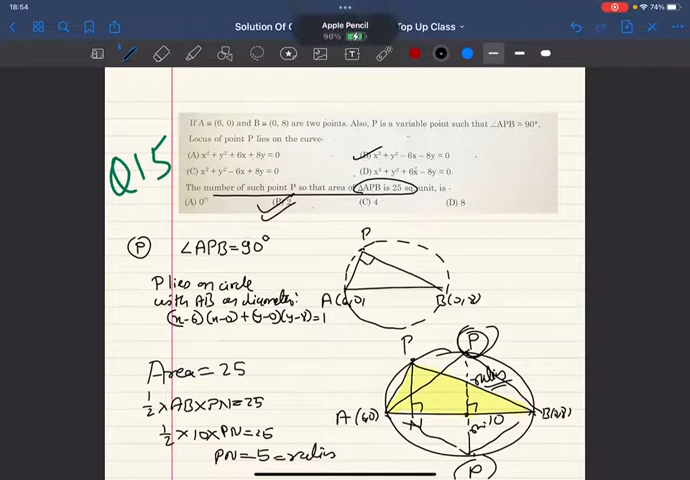 18:54
Apple Pencil
74%
Solution Of
Top Up Class
90%
Q15
If A ≡ (6, 0) and B ≡ (0, 8) are two points. Also, P is a variable point such that ∠APB = 90°.
Locus of point P lies on the curve-
(A) x² + y² + 6x + 8y = 0
(B) x² + y² − 6x − 8y = 0
(C) x² + y² − 6x + 8y = 0
(D) x² + y² + 6x − 8y = 0
The number of such point P so that area of ΔAPB is 25 sq. unit, is -
(A) 0
(B) 2
(C) 4
(D) 8
P ∠APB = 90°
P
P lies on circle
with AB as diameter:
(x-6)(x-0)+(y-0)(y-8)=1
A(6,0)
B(0,8)
P
P
Area = 25
radius
½ × AB × PN = 25
A(6,0)
N
10
B(0,8)
½ × 10 × PN = 25
PN = 5 = radius
P